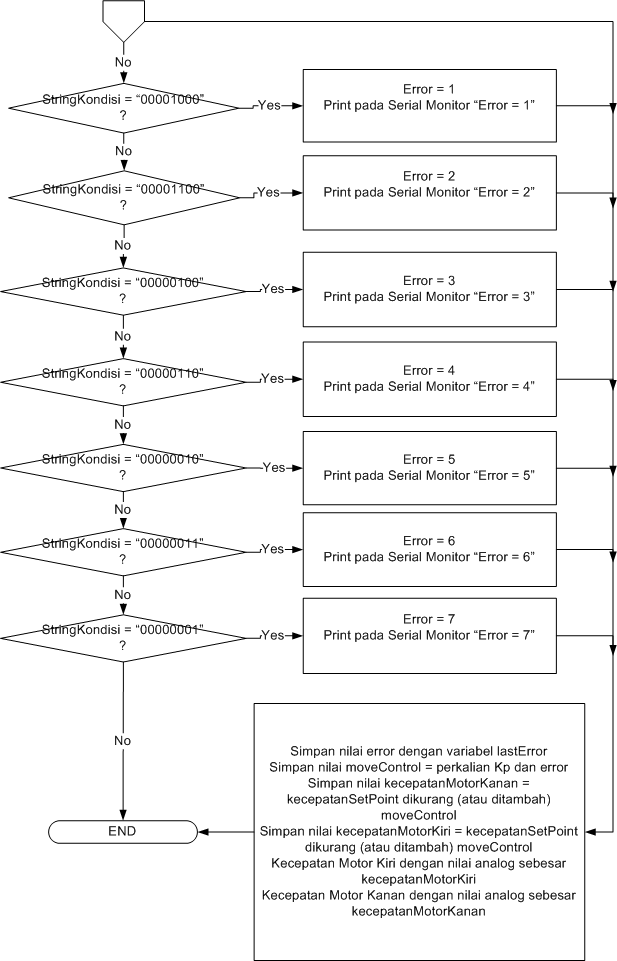 No
StringKondisi = “00001000”
?
Yes
Error = 1
Print pada Serial Monitor “Error = 1”
No
StringKondisi = “00001100”
?
Yes
Error = 2
Print pada Serial Monitor “Error = 2”
No
StringKondisi = “00000100”
?
Yes
Error = 3
Print pada Serial Monitor “Error = 3”
No
StringKondisi = “00000110”
?
Yes
Error = 4
Print pada Serial Monitor “Error = 4”
No
StringKondisi = “00000010”
?
Yes
Error = 5
Print pada Serial Monitor “Error = 5”
No
StringKondisi = “00000011”
?
Yes
Error = 6
Print pada Serial Monitor “Error = 6”
No
StringKondisi = “00000001”
?
Yes
Error = 7
Print pada Serial Monitor “Error = 7”
No
END
Simpan nilai error dengan variabel lastError
Simpan nilai moveControl = perkalian Kp dan error
Simpan nilai kecepatanMotorKanan =
kecepatanSetPoint dikurang (atau ditambah)
moveControl
Simpan nilai kecepatanMotorKiri = kecepatanSetPoint
dikurang (atau ditambah) moveControl
Kecepatan Motor Kiri dengan nilai analog sebesar
kecepatanMotorKiri
Kecepatan Motor Kanan dengan nilai analog sebesar
kecepatanMotorKanan